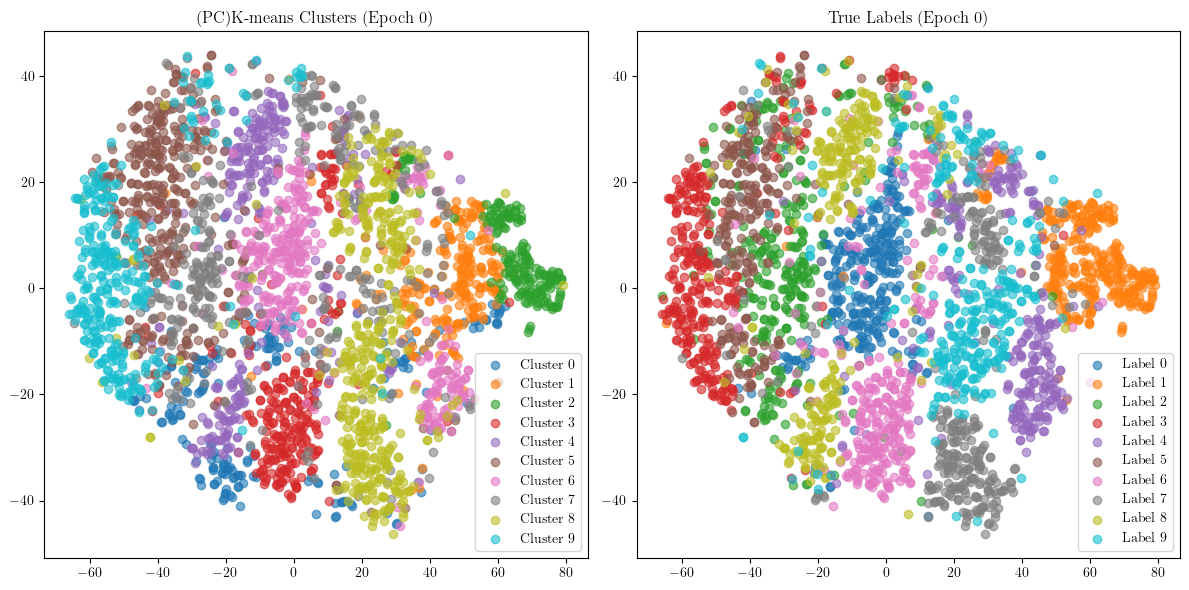 (PC)K-means Clusters (Epoch 0)
40
20
0
−20
−40
−60
−40
−20
0
20
40
60
80
Cluster 0
Cluster 1
Cluster 2
Cluster 3
Cluster 4
Cluster 5
Cluster 6
Cluster 7
Cluster 8
Cluster 9
True Labels (Epoch 0)
40
20
0
−20
−40
−60
−40
−20
0
20
40
60
80
Label 0
Label 1
Label 2
Label 3
Label 4
Label 5
Label 6
Label 7
Label 8
Label 9